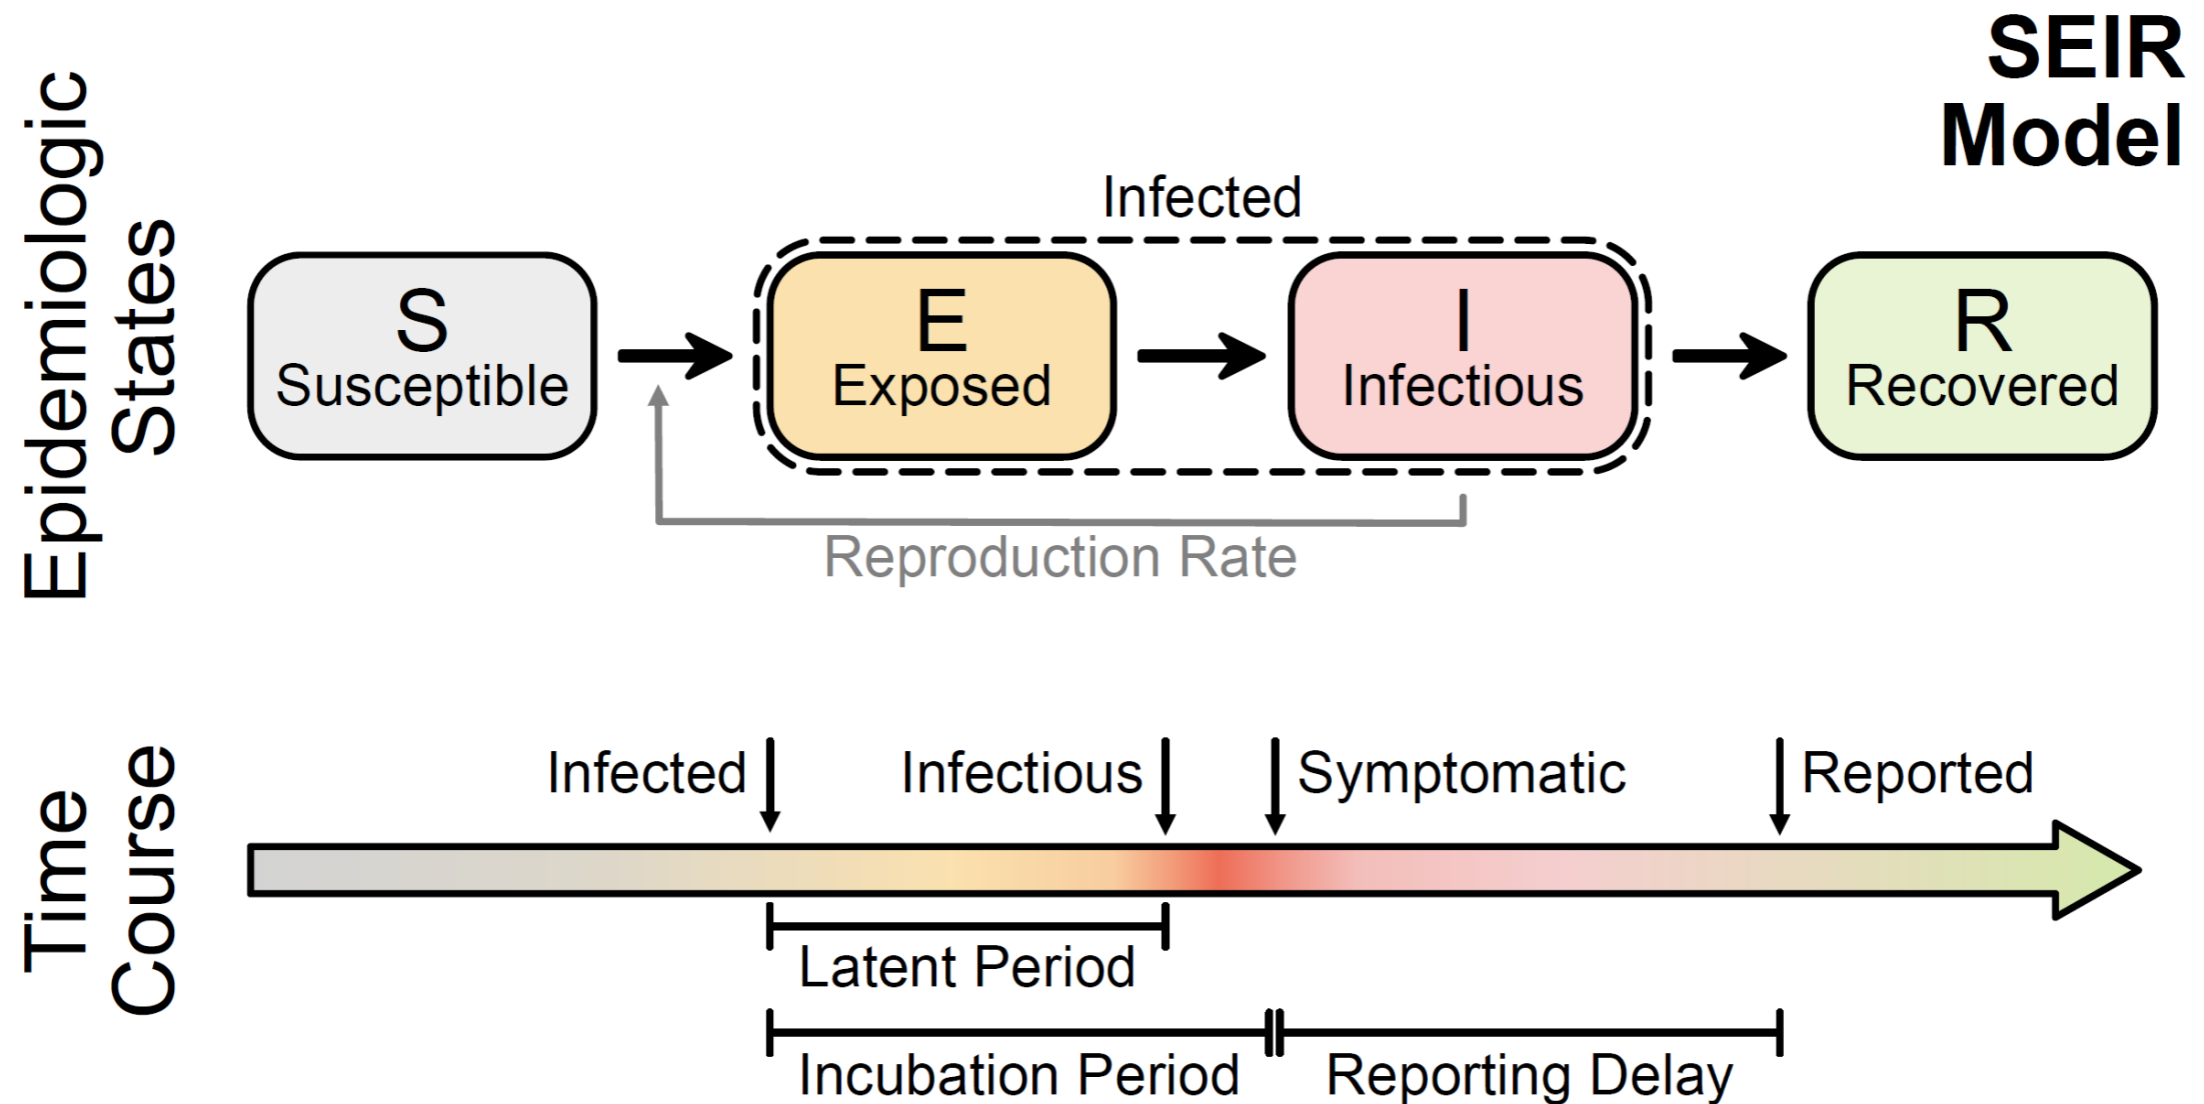 SEIR
Model
Epidemiologic
States
Infected
S
Susceptible
E
Exposed
I
Infectious
R
Recovered
Reproduction Rate
Time
Course
Infected
Infectious
Symptomatic
Reported
Latent Period
Incubation Period
Reporting Delay